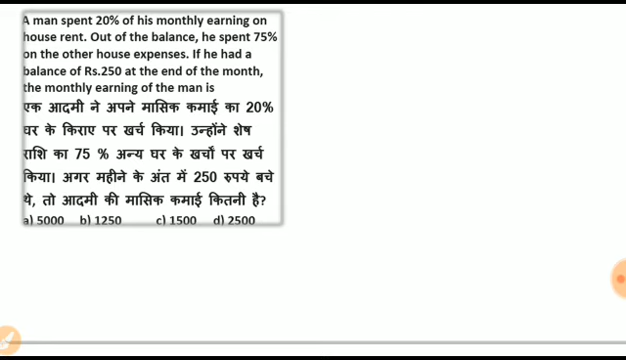 A man spent 20% of his monthly earning on
house rent. Out of the balance, he spent 75%
on the other house expenses. If he had a
balance of Rs.250 at the end of the month,
the monthly earning of the man is
एक आदमी ने अपने मासिक कमाई का 20%
घर के किराए पर खर्च किया। उन्होंने शेष
राशि का 75 % अन्य घर के खर्चों पर खर्च
किया। अगर महीने के अंत में 250 रुपये बचे
थे, तो आदमी की मासिक कमाई कितनी है?
a) 5000 b) 1250 c) 1500 d) 2500